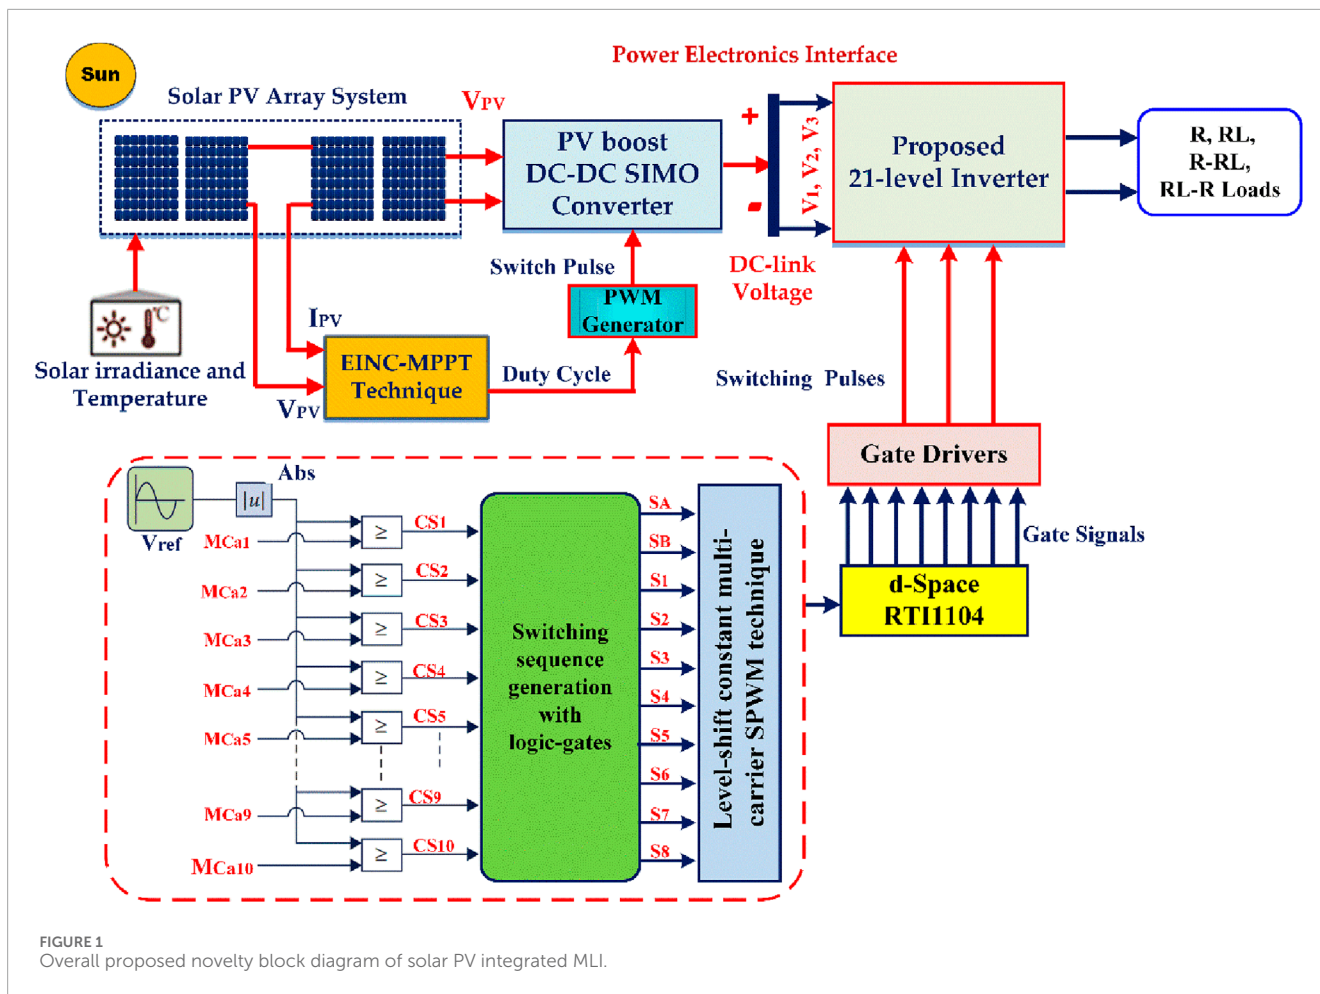 Sun
Solar PV Array System
VPV
Power Electronics Interface
PV boost
DC-DC SIMO
Converter
+
-
V1, V2, V3
DC-link
Voltage
Proposed
21-level Inverter
R, RL,
R-RL,
RL-R Loads
℃
Solar irradiance and
Temperature
IPV
VPV
EINC-MPPT
Technique
Duty Cycle
Switch Pulse
PWM
Generator
Switching Pulses
Gate Drivers
Gate Signals
d-Space
RTI1104
Vref
|u|
Abs
MCa1
≥
CS1
MCa2
≥
CS2
MCa3
≥
CS3
MCa4
≥
CS4
MCa5
≥
CS5
MCa9
≥
CS9
MCa10
≥
CS10
Switching
sequence
generation
with
logic-gates
SA
SB
S1
S2
S3
S4
S5
S6
S7
S8
Level-shift constant multi-
carrier SPWM technique
FIGURE 1
Overall proposed novelty block diagram of solar PV integrated MLI.